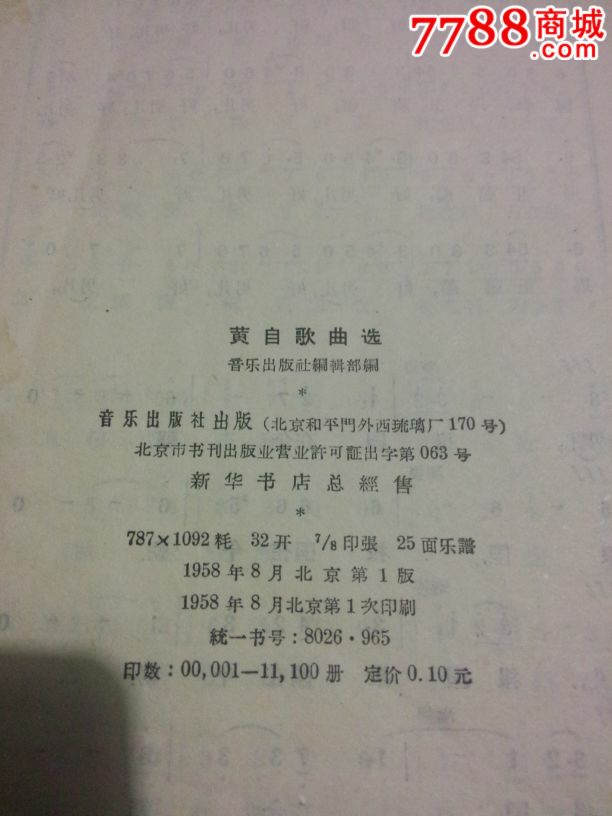 7788商城
.com
黄自歌曲选
音乐出版社編輯部編
*
音乐出版社出版（北京和平門外西琉璃厂170号）
北京市书刊出版业营业許可証出字第063号
新华书店总經售
*
787×1092耗 32开 7/8印張 25面乐譜
1958年8月北京第1版
1958年8月北京第1次印刷
統一书号：8026·965
印数：00,001—11,100册 定价0.10元